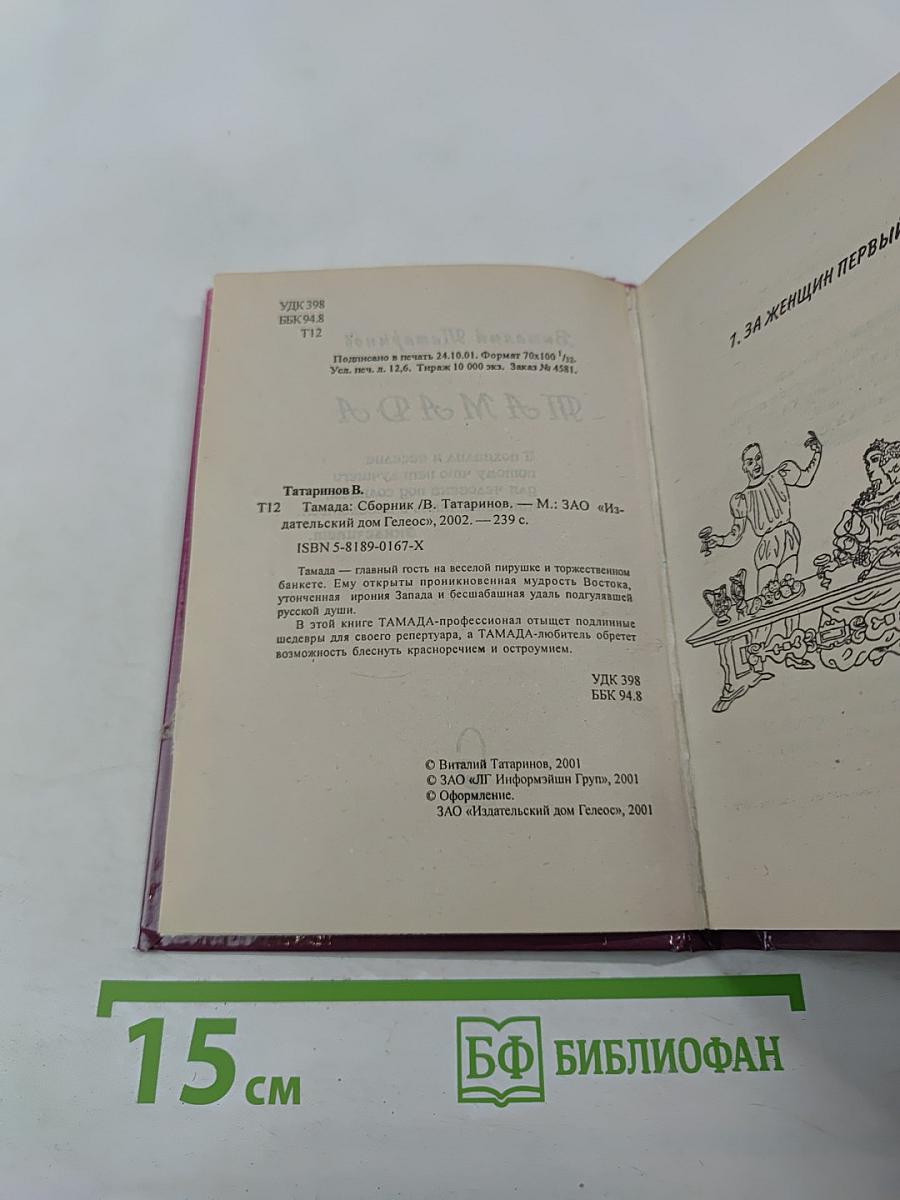 УДК 398
ББК 94.8
Т12
Подписано в печать 24.10.01. Формат 70х100 1/32.
Усл. печ. л. 12,6. Тираж 10 000 экз. Заказ № 4581.
ТАМАДА
Татаринов В.
Т12 Тамада: Сборник /В. Татаринов. — М.: ЗАО «Из-
дательский дом Гелеос», 2002. — 239 с.
ISBN 5-8189-0167-X
Тамада — главный гость на веселой пирушке и торжественном
банкете. Ему открыты проникновенная мудрость Востока,
утонченная ирония Запада и бесшабашная удаль подгулявшей
русской души.
В этой книге ТАМАДА-профессионал отыщет подлинные
шедевры для своего репертуара, а ТАМАДА-любитель обретет
возможность блеснуть красноречием и остроумием.
УДК 398
ББК 94.8
© Виталий Татаринов, 2001
© ЗАО «ЛГ Информэйшн Груп», 2001
© Оформление.
ЗАО «Издательский дом Гелеос», 2001
1. ЗА ЖЕНЩИН ПЕРВЫЙ
15 см
БФ БИБЛИОФАН